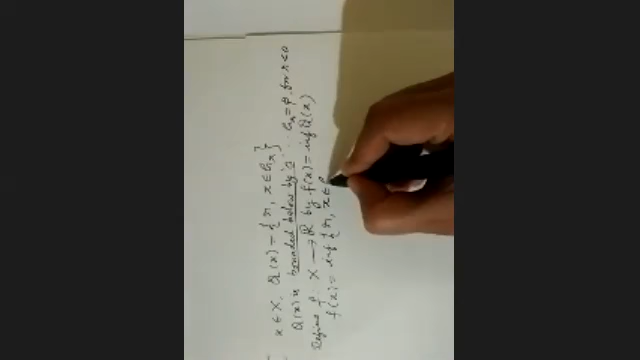 x ∈ X, Q(x) = { r, x ∈ G_r }
Q(x) is bounded below by '0' ∵ G_r = φ for r ≤ 0
Define f: X → R by f(x) = inf Q(x)
f(x) = inf { r, x ∈